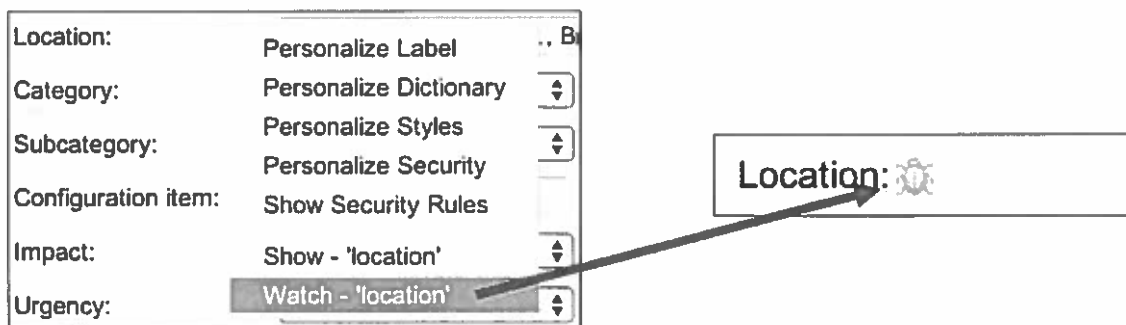 Location:
Personalize Label
., B
Category:
Personalize Dictionary
Subcategory:
Personalize Styles
Personalize Security
Configuration item:
Show Security Rules
Impact:
Show - 'location'
Urgency:
Watch - 'location'
Location: